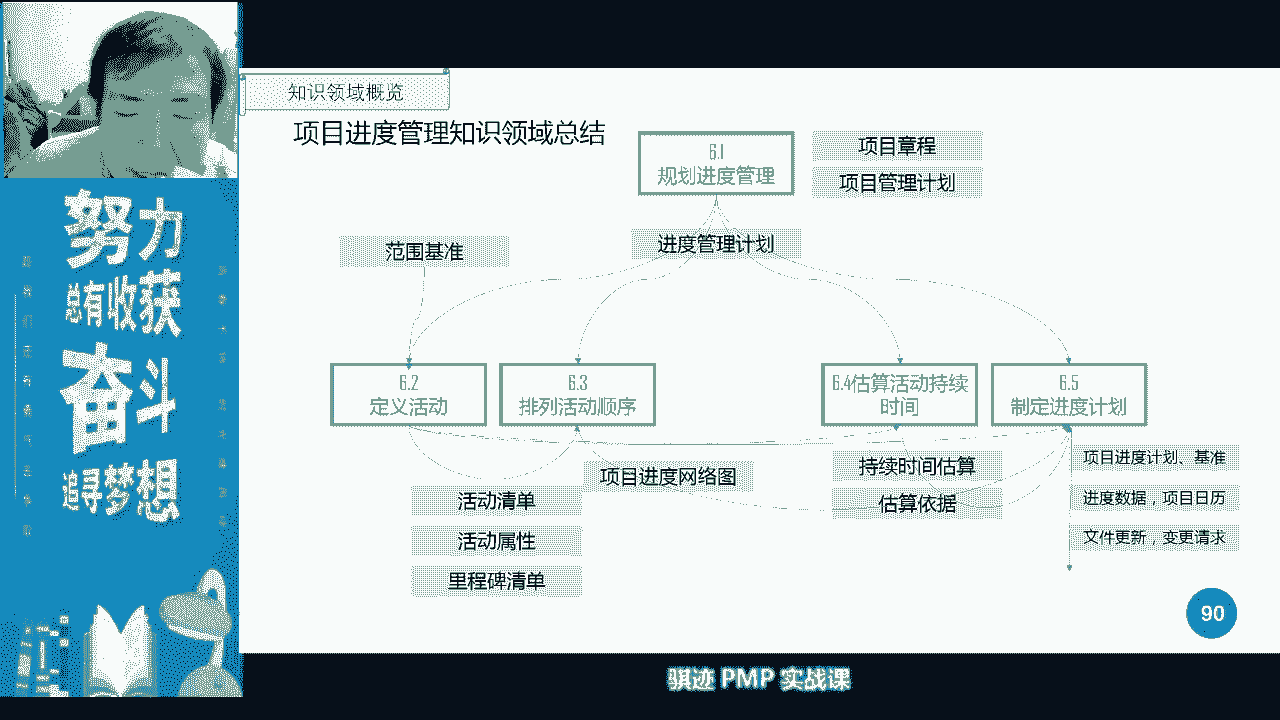 知识领域概览
项目进度管理知识领域总结
6.1
规划进度管理
项目章程
项目管理计划
范围基准
进度管理计划
6.2
定义活动
6.3
排列活动顺序
6.4估算活动持续
时间
6.5
制定进度计划
项目进度网络图
活动清单
活动属性
里程碑清单
持续时间估算
估算依据
项目进度计划、基准
进度数据，项目日历
文件更新，变更请求
90
骐迹 PMP 实战课
努力
总有收获
奋斗
追寻梦想